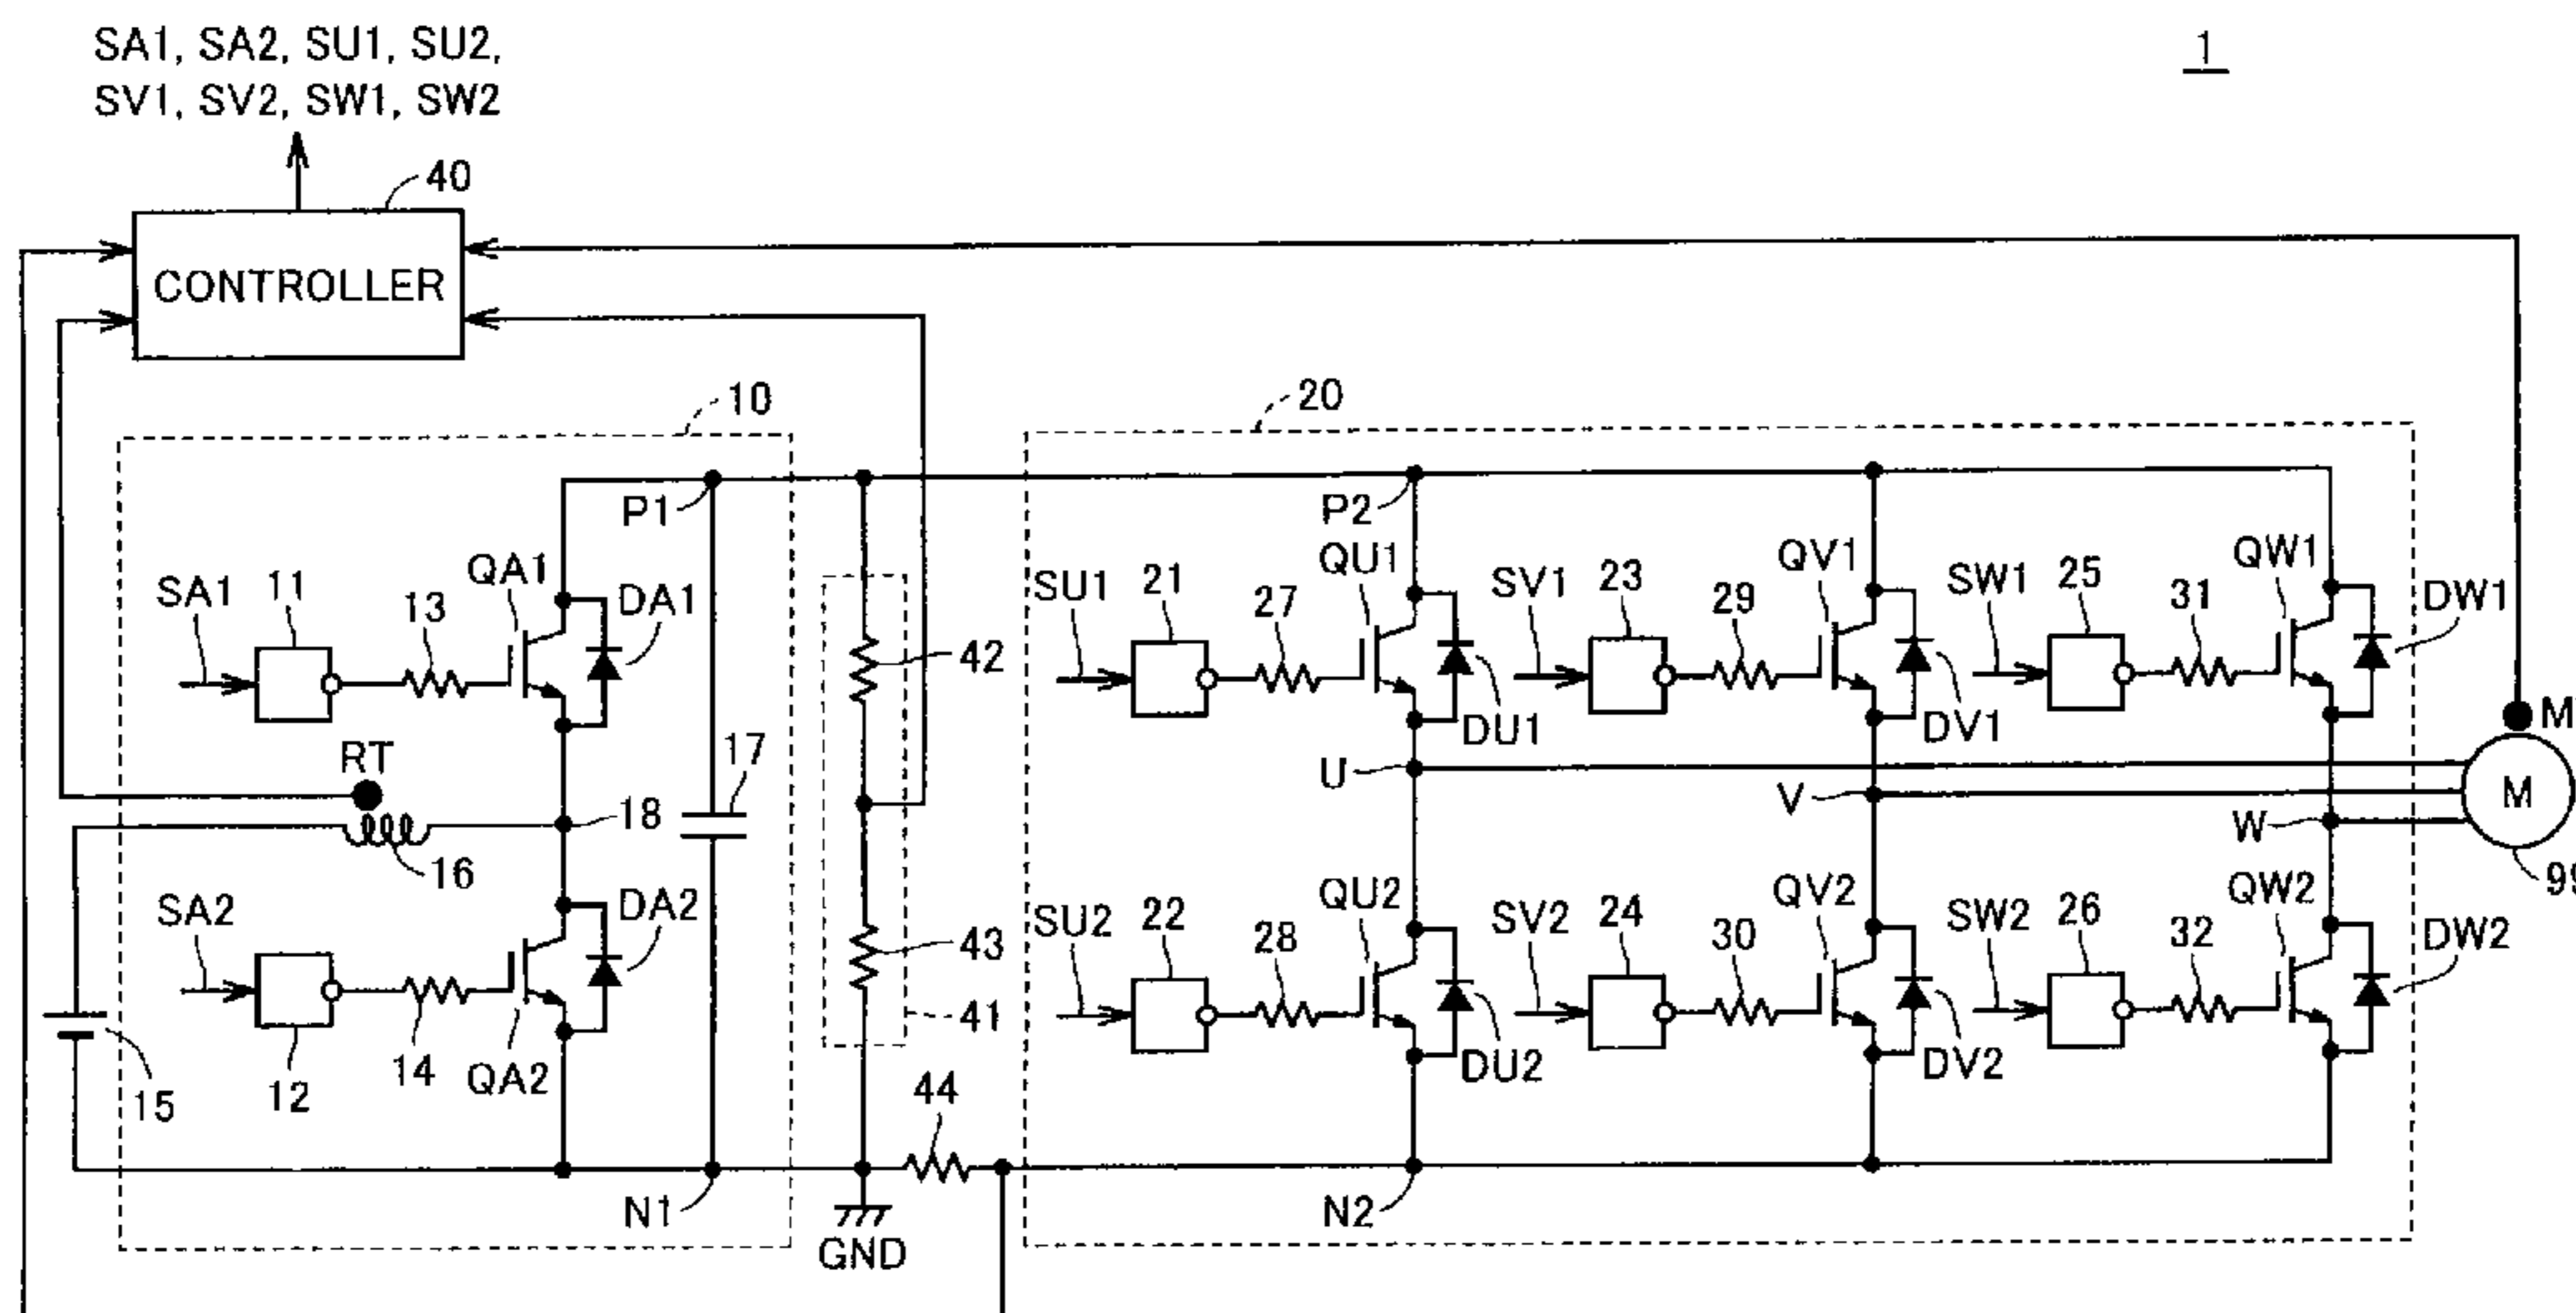 SA1, SA2, SU1, SU2,
SV1, SV2, SW1, SW2
1
40
CONTROLLER
10
20
P1
P2
SA1
11
13
QA1
DA1
42
SU1
21
27
QU1
DU1
SV1
23
29
QV1
DV1
SW1
25
31
QW1
DW1
RT
17
18
16
U
V
W
M
SA2
12
14
QA2
DA2
15
43
41
44
SU2
22
28
QU2
DU2
SV2
24
30
QV2
DV2
SW2
26
32
QW2
DW2
N1
GND
N2